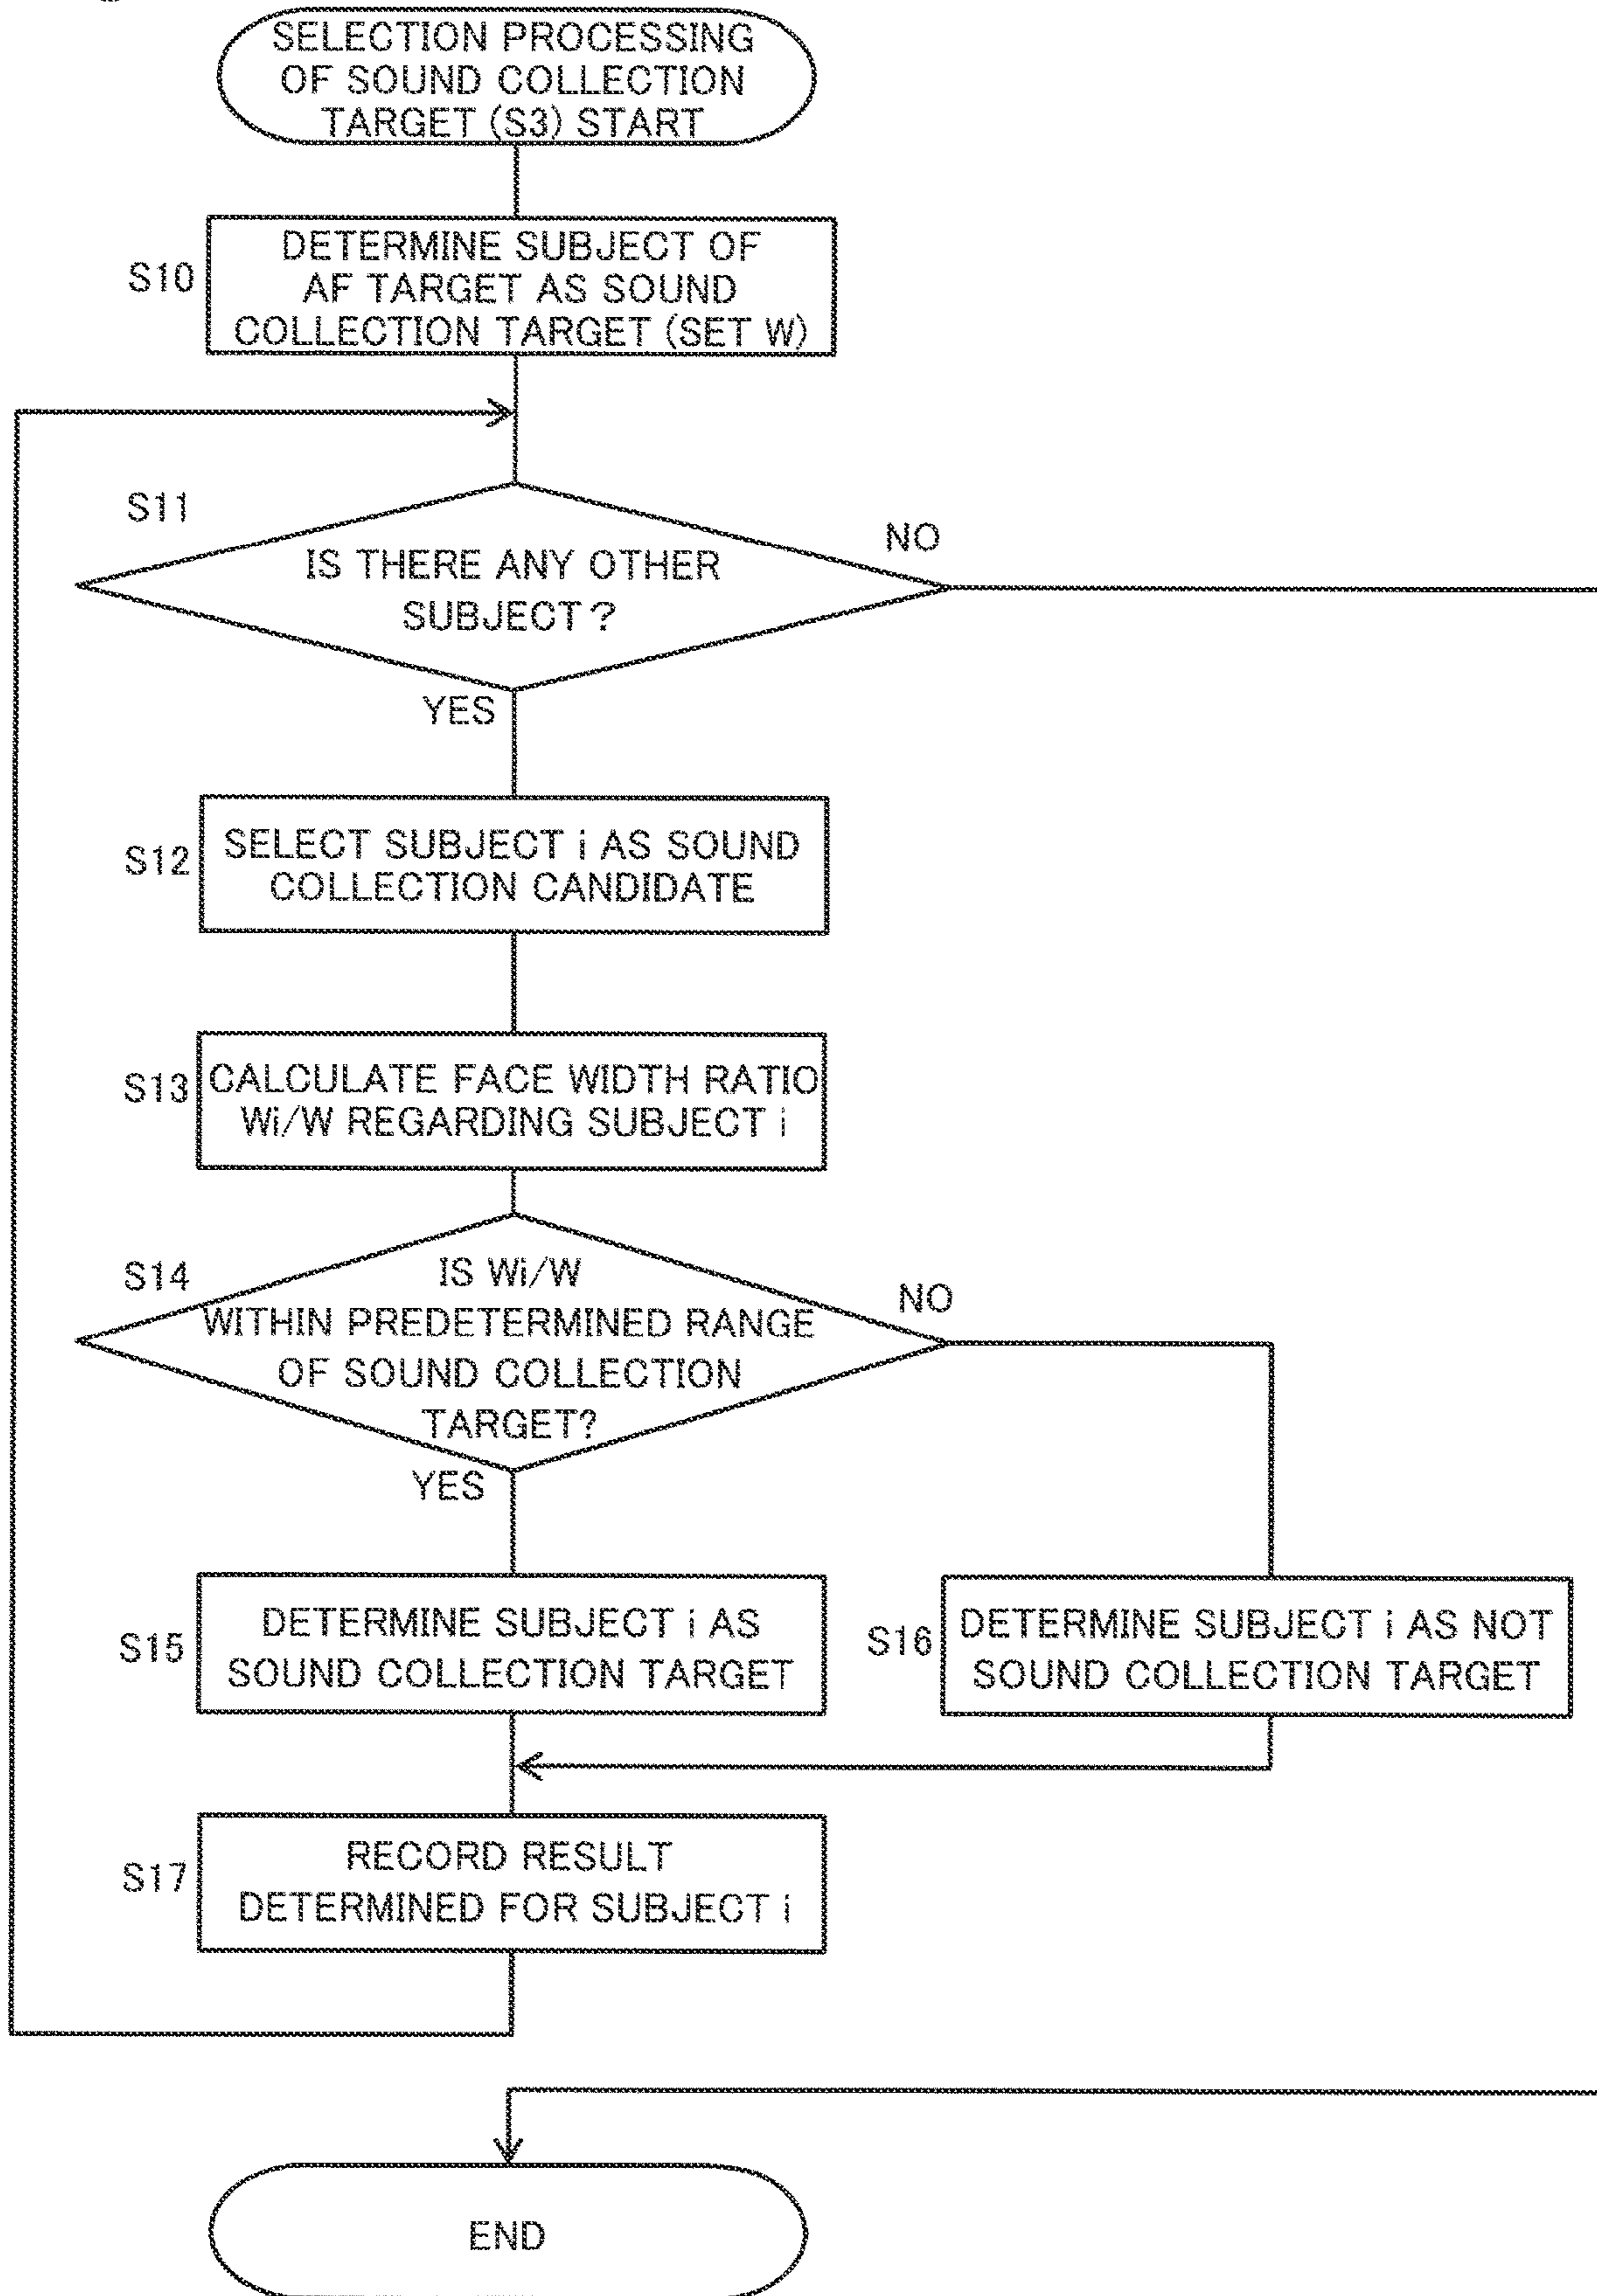 SELECTION PROCESSING
OF SOUND COLLECTION
TARGET (S3) START
S10
DETERMINE SUBJECT OF
AF TARGET AS SOUND
COLLECTION TARGET (SET W)
S11
IS THERE ANY OTHER
SUBJECT?
NO
YES
S12
SELECT SUBJECT i AS SOUND
COLLECTION CANDIDATE
S13
CALCULATE FACE WIDTH RATIO
Wi/W REGARDING SUBJECT i
S14
IS Wi/W
WITHIN PREDETERMINED RANGE
OF SOUND COLLECTION
TARGET?
NO
YES
S15
DETERMINE SUBJECT i AS
SOUND COLLECTION TARGET
S16
DETERMINE SUBJECT i AS NOT
SOUND COLLECTION TARGET
S17
RECORD RESULT
DETERMINED FOR SUBJECT i
END